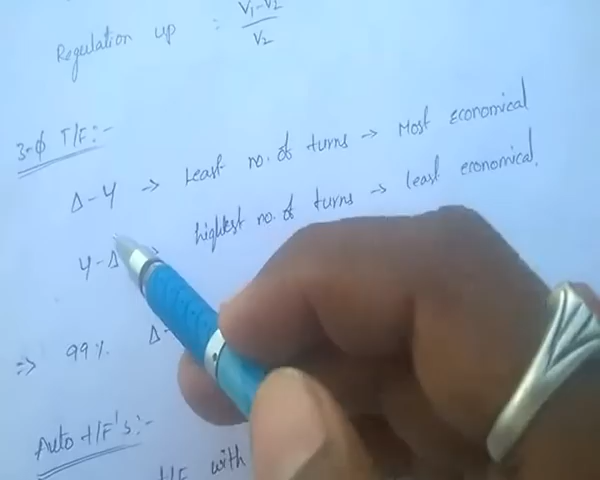 Regulation up : V1-V2
V2
3-ϕ T/F:-
Δ-Y → Least no. of turns → Most economical
Y-Δ → highest no. of turns → least economical.
⇒ 99% Δ-
Auto t/F's:-
t/F with